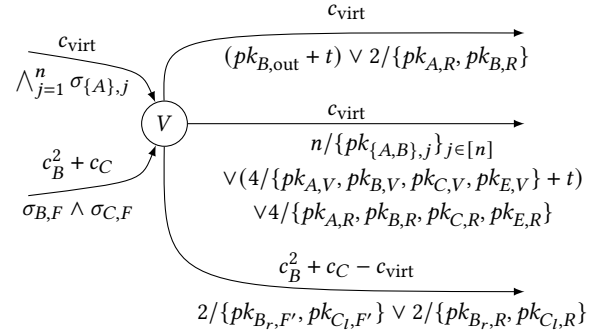 c_virt
⋀_{j=1}^{n} σ_{{A},j}
c_B^2 + c_C
σ_{B,F} ∧ σ_{C,F}
V
c_virt
(pk_{B,out} + t) ∨ 2/{pk_{A,R}, pk_{B,R}}
c_virt
n/{pk_{{A,B},j}}_{j∈[n]}
∨(4/{pk_{A,V}, pk_{B,V}, pk_{C,V}, pk_{E,V}} + t)
∨4/{pk_{A,R}, pk_{B,R}, pk_{C,R}, pk_{E,R}}
c_B^2 + c_C − c_virt
2/{pk_{B_r,F′}, pk_{C_l,F′}} ∨ 2/{pk_{B_r,R}, pk_{C_l,R}}